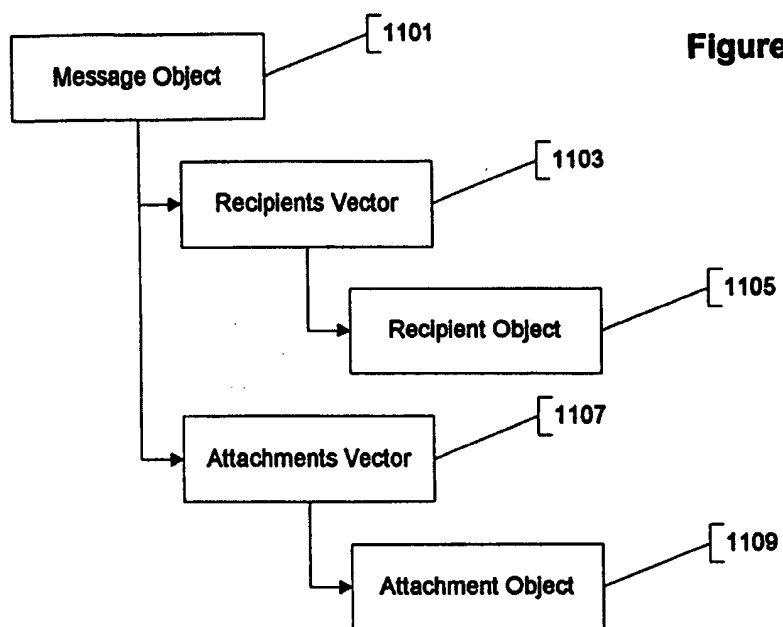 1101
Figure
Message Object
1103
Recipients Vector
1105
Recipient Object
1107
Attachments Vector
1109
Attachment Object